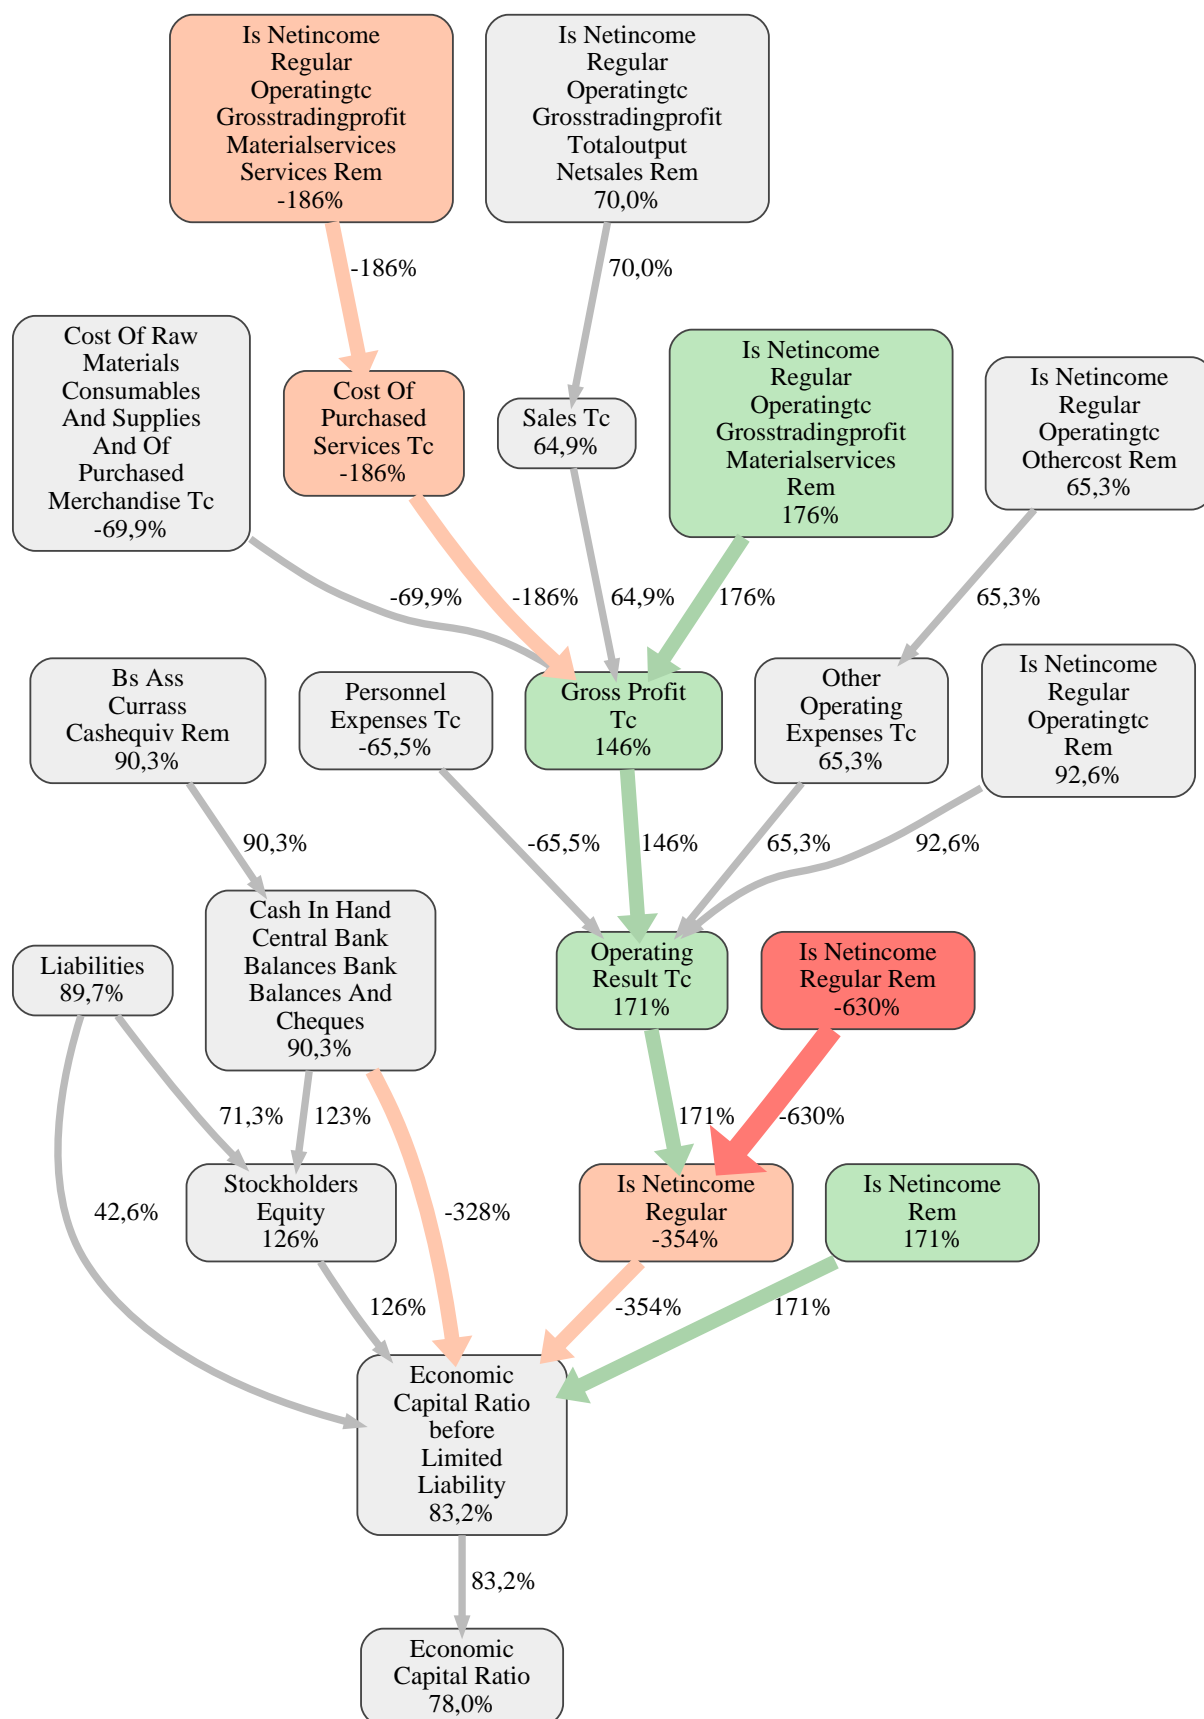 Is Netincome
Regular
Operatingtc
Grosstradingprofit
Materialservices
Services Rem
-186%
Is Netincome
Regular
Operatingtc
Grosstradingprofit
Totaloutput
Netsales Rem
70,0%
-186%
70,0%
Cost Of Raw
Materials
Consumables
And Supplies
And Of
Purchased
Merchandise Tc
-69,9%
Cost Of
Purchased
Services Tc
-186%
Sales Tc
64,9%
Is Netincome
Regular
Operatingtc
Grosstradingprofit
Materialservices
Rem
176%
Is Netincome
Regular
Operatingtc
Othercost Rem
65,3%
-69,9%
-186%
64,9%
176%
65,3%
Bs Ass
Currass
Cashequiv Rem
90,3%
Personnel
Expenses Tc
-65,5%
Gross Profit
Tc
146%
Other
Operating
Expenses Tc
65,3%
Is Netincome
Regular
Operatingtc
Rem
92,6%
90,3%
-65,5%
146%
65,3%
92,6%
Liabilities
89,7%
Cash In Hand
Central Bank
Balances Bank
Balances And
Cheques
90,3%
Operating
Result Tc
171%
Is Netincome
Regular Rem
-630%
71,3%
123%
171%
-630%
42,6%
Stockholders
Equity
126%
-328%
Is Netincome
Regular
-354%
Is Netincome
Rem
171%
126%
-354%
171%
Economic
Capital Ratio
before
Limited
Liability
83,2%
83,2%
Economic
Capital Ratio
78,0%